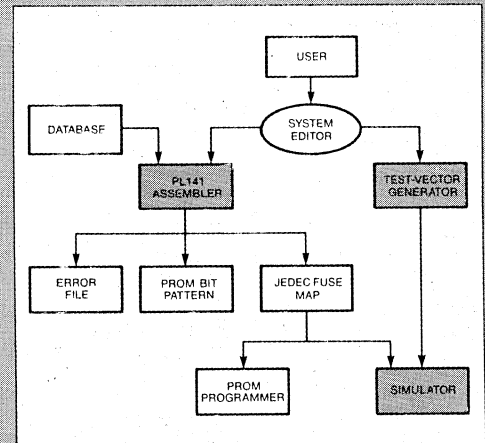 USER
SYSTEM
EDITOR
DATABASE
PL141
ASSEMBLER
TEST-VECTOR
GENERATOR
ERROR
FILE
PROM BIT
PATTERN
JEDEC FUSE
MAP
PROM
PROGRAMMER
SIMULATOR